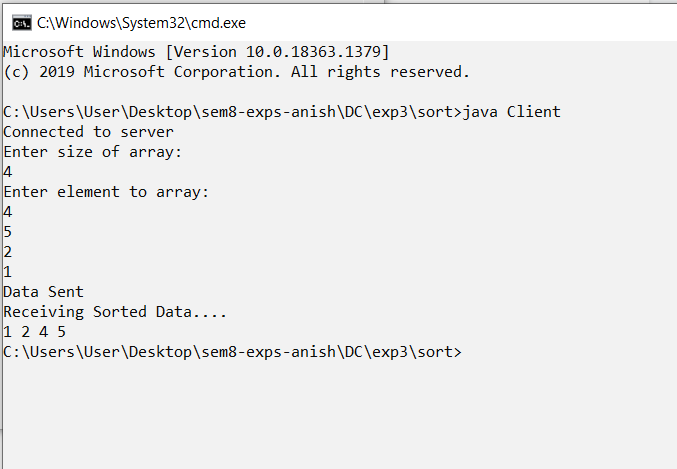 C:\Windows\System32\cmd.exe
Microsoft Windows [Version 10.0.18363.1379]
(c) 2019 Microsoft Corporation. All rights reserved.
C:\Users\User\Desktop\sem8-exps-anish\DC\exp3\sort>java Client
Connected to server
Enter size of array:
4
Enter element to array:
4
5
2
1
Data Sent
Receiving Sorted Data....
1 2 4 5
C:\Users\User\Desktop\sem8-exps-anish\DC\exp3\sort>